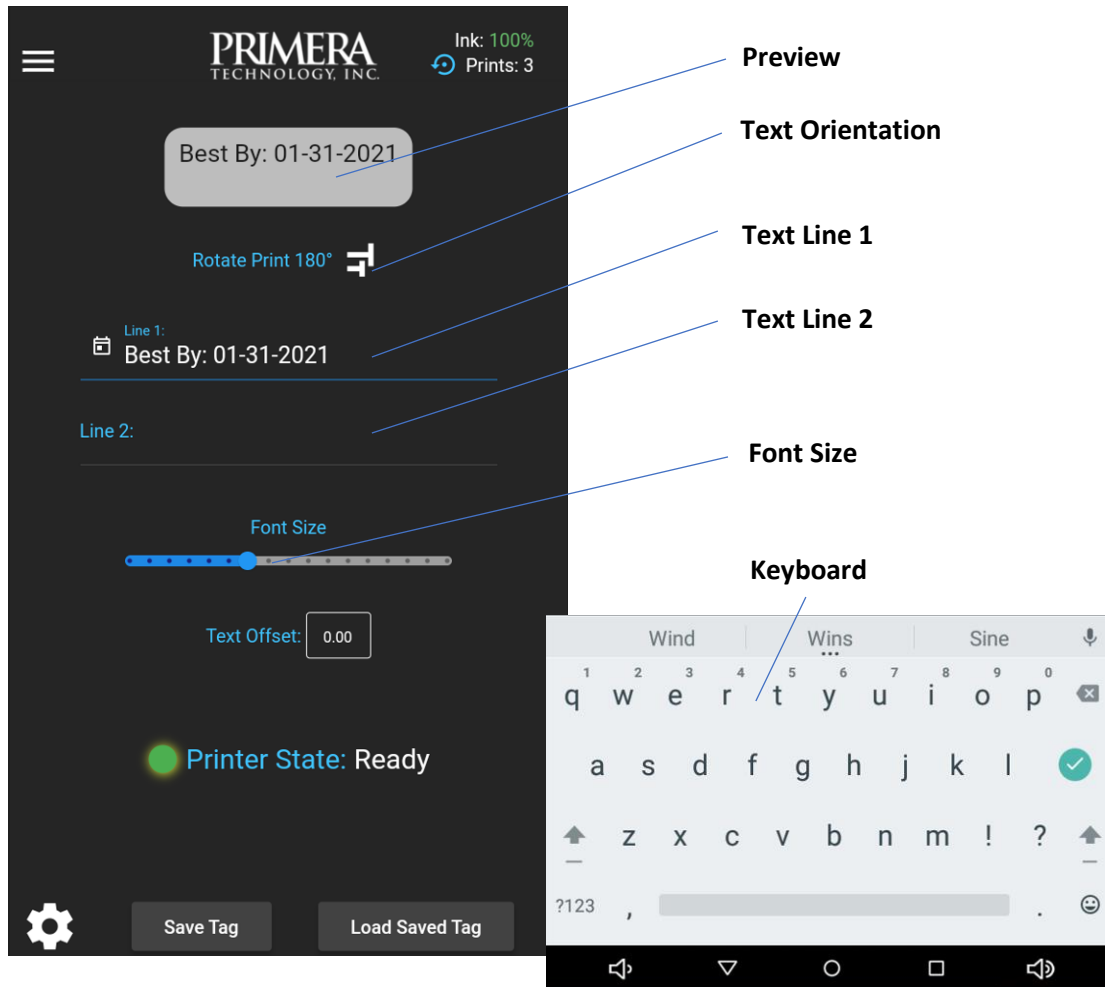 PRIMERA
TECHNOLOGY, INC.
Ink: 100%
Prints: 3
Best By: 01-31-2021
Rotate Print 180°
Line 1:
Best By: 01-31-2021
Line 2:
Font Size
Text Offset: 0.00
Printer State: Ready
Save Tag
Load Saved Tag
Preview
Text Orientation
Text Line 1
Text Line 2
Font Size
Keyboard
Wind Wins Sine
1 2 3 4 5 6 7 8 9 0
q w e r t y u i o p
a s d f g h j k l
z x c v b n m ! ?
?123 , .